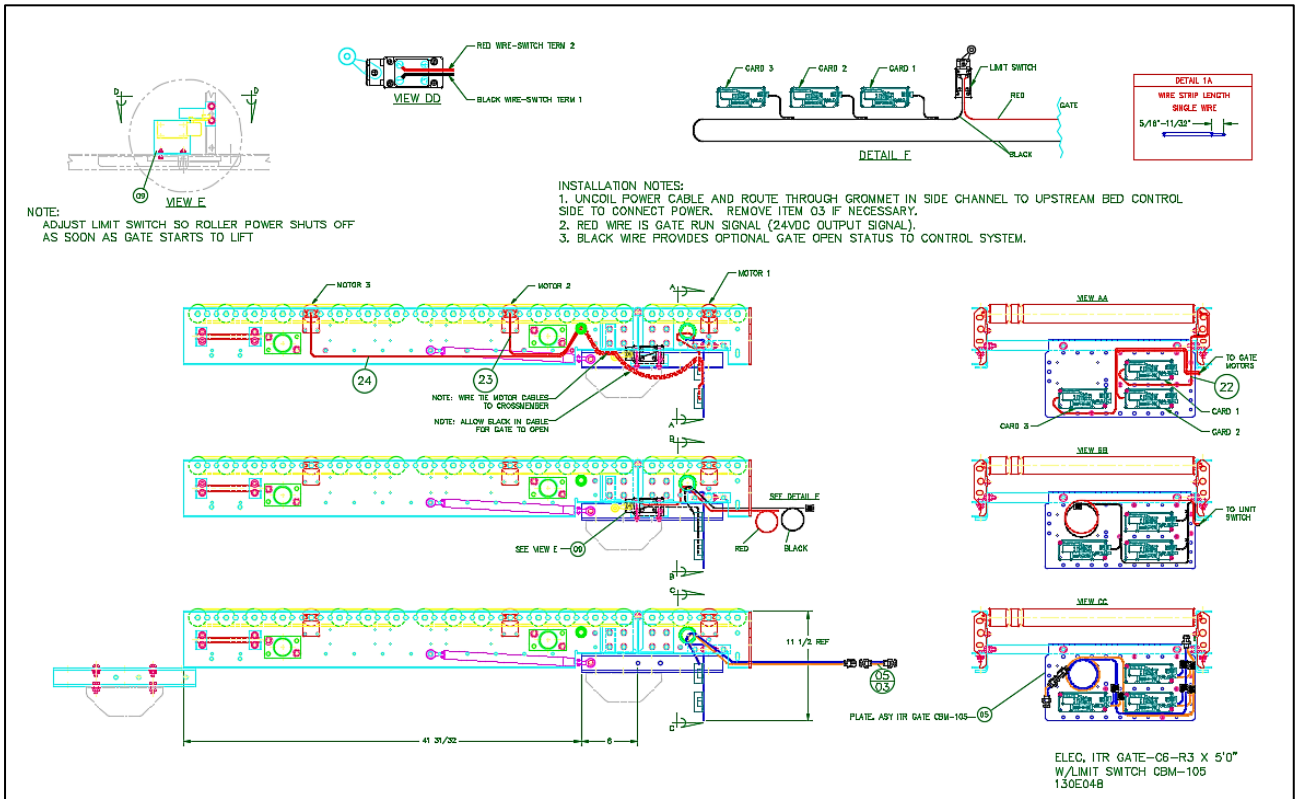 RED WIRE-SWITCH TERM 2
BLACK WIRE-SWITCH TERM 1
VIEW DD
D
D
09
VIEW E
NOTE:
ADJUST LIMIT SWITCH SO ROLLER POWER SHUTS OFF
AS SOON AS GATE STARTS TO LIFT
CARD 3
CARD 2
CARD 1
LIMIT SWITCH
RED
GATE
BLACK
DETAIL F
DETAIL 1A
WIRE STRIP LENGTH
SINGLE WIRE
5/16"-11/32"
INSTALLATION NOTES:
1. UNCOIL POWER CABLE AND ROUTE THROUGH GROMMET IN SIDE CHANNEL TO UPSTREAM BED CONTROL
SIDE TO CONNECT POWER. REMOVE ITEM 03 IF NECESSARY.
2. RED WIRE IS GATE RUN SIGNAL (24VDC OUTPUT SIGNAL).
3. BLACK WIRE PROVIDES OPTIONAL GATE OPEN STATUS TO CONTROL SYSTEM.
MOTOR 3
MOTOR 2
MOTOR 1
A
24
23
NOTE: WIRE TIE MOTOR CABLES
TO CROSSMEMBER
NOTE: ALLOW SLACK IN CABLE
FOR GATE TO OPEN
A
VIEW AA
TO GATE
MOTORS
22
CARD 1
CARD 2
CARD 3
B
SEE DETAIL F
SEE VIEW E
09
RED
BLACK
B
VIEW BB
TO LIMIT
SWITCH
C
11 1/2 REF
05
03
C
41 31/32
6
VIEW CC
PLATE, ASY ITR GATE CBM-105
05
ELEC, ITR GATE-C6-R3 X 5'0"
W/LIMIT SWITCH CBM-105
130E048